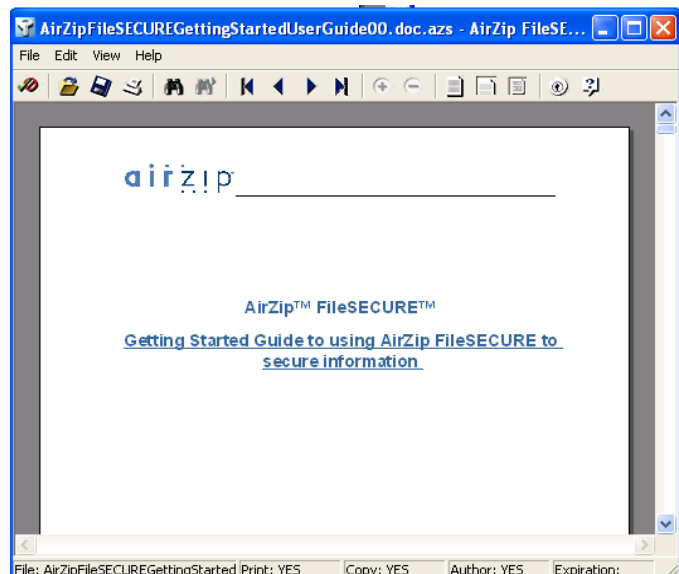 AirZipFileSECUREGettingStartedUserGuide00.doc.azs - AirZip FileSE...
File Edit View Help
airzip
AirZip™ FileSECURE™
Getting Started Guide to using AirZip FileSECURE to
secure information
File: AirZipFileSECUREGettingStarted Print: YES Copy: YES Author: YES Expiration: